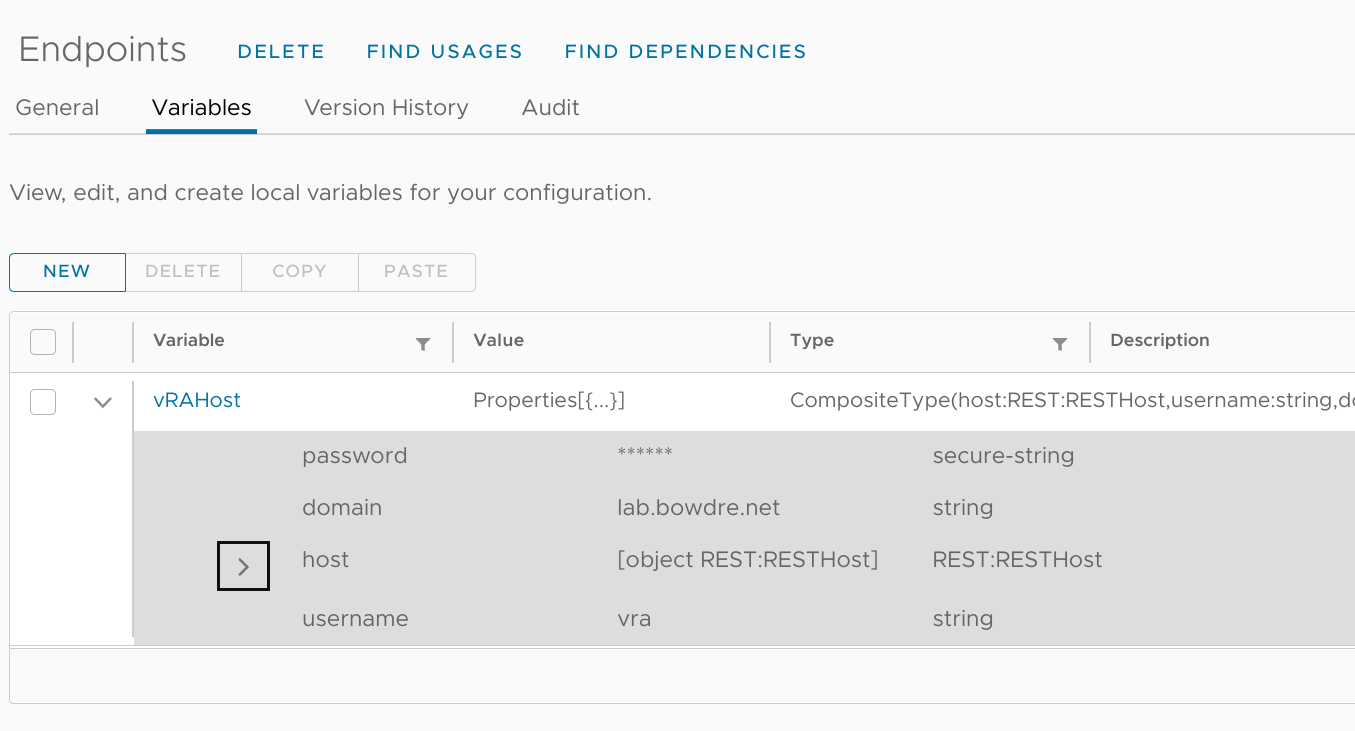 Endpoints DELETE FIND USAGES FIND DEPENDENCIES
General Variables Version History Audit
View, edit, and create local variables for your configuration.
NEW DELETE COPY PASTE
Variable Value Type Description
vRAHost Properties[{...}] CompositeType(host:REST:RESTHost,username:string,do
password ****** secure-string
domain lab.bowdre.net string
host [object REST:RESTHost] REST:RESTHost
username vra string